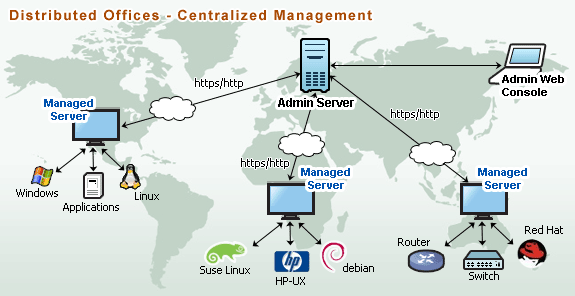 Distributed Offices - Centralized Management
https/http
Admin Server
Admin Web
Console
Managed
Server
https/http
https/http
Windows
Applications
Linux
Managed
Server
Managed
Server
Suse Linux
hp
HP-UX
debian
Router
Switch
Red Hat